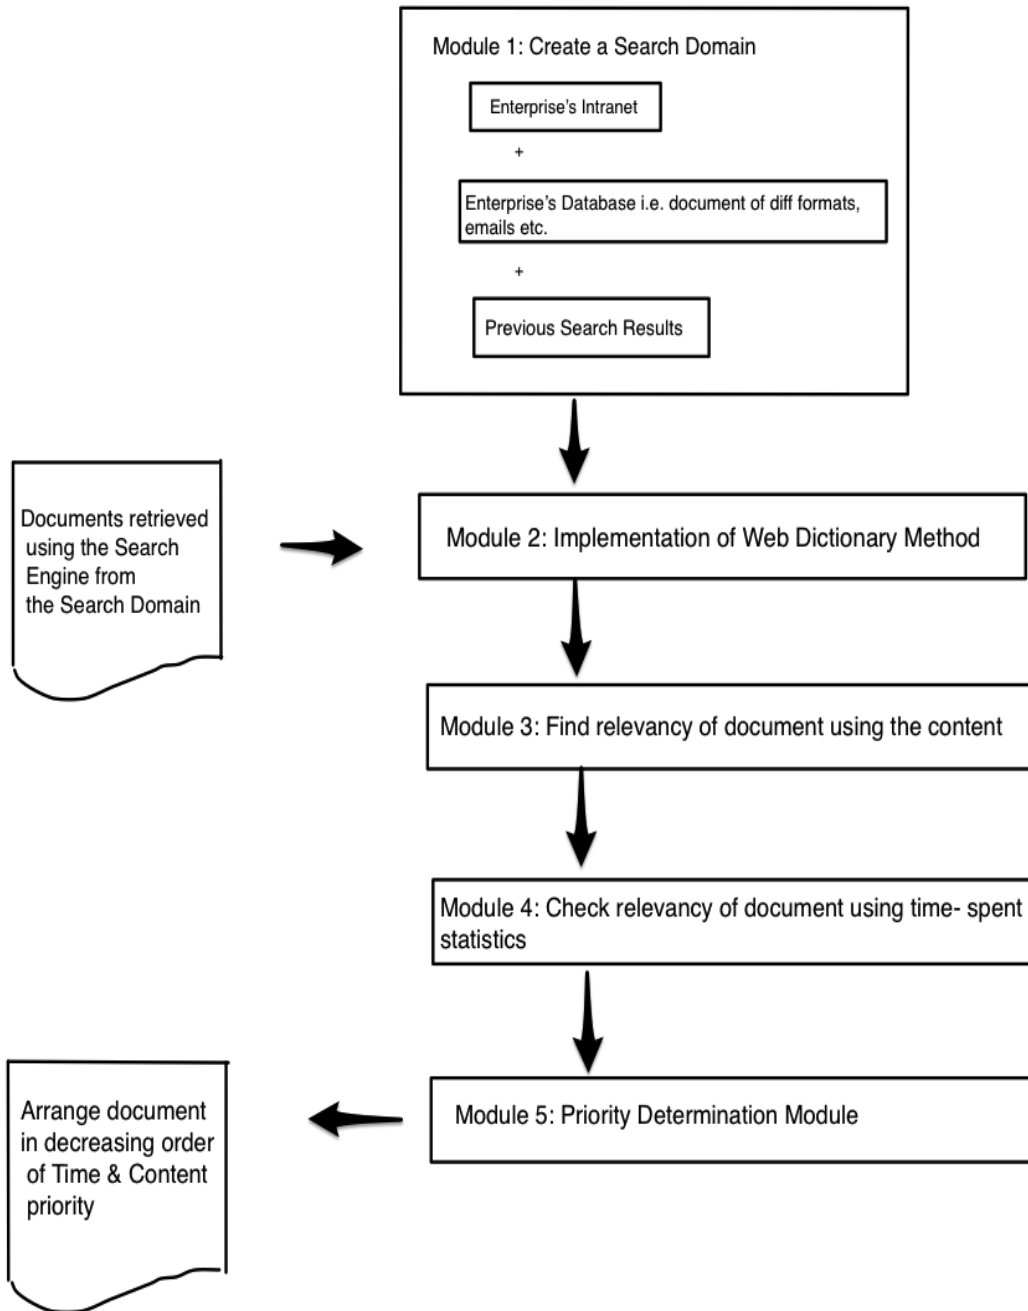 Module 1: Create a Search Domain
Enterprise's Intranet
+
Enterprise's Database i.e. document of diff formats,
emails etc.
+
Previous Search Results
Documents retrieved
using the Search
Engine from
the Search Domain
Module 2: Implementation of Web Dictionary Method
Module 3: Find relevancy of document using the content
Module 4: Check relevancy of document using time- spent
statistics
Module 5: Priority Determination Module
Arrange document
in decreasing order
of Time & Content
priority